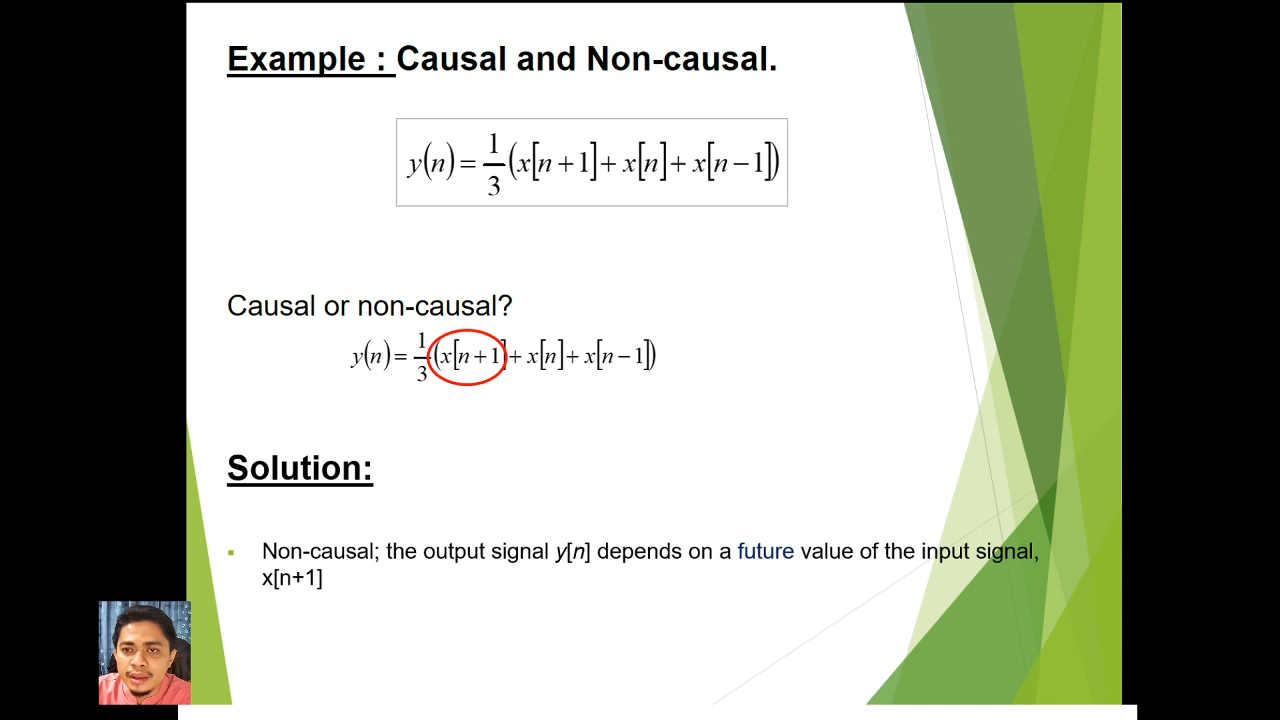 Example : Causal and Non-causal.
y(n) = 1/3 (x[n+1]+ x[n]+ x[n−1])
Causal or non-causal?
y(n) = 1/3 (x[n+1]+ x[n]+ x[n−1])
Solution:
Non-causal; the output signal y[n] depends on a future value of the input signal,
x[n+1]